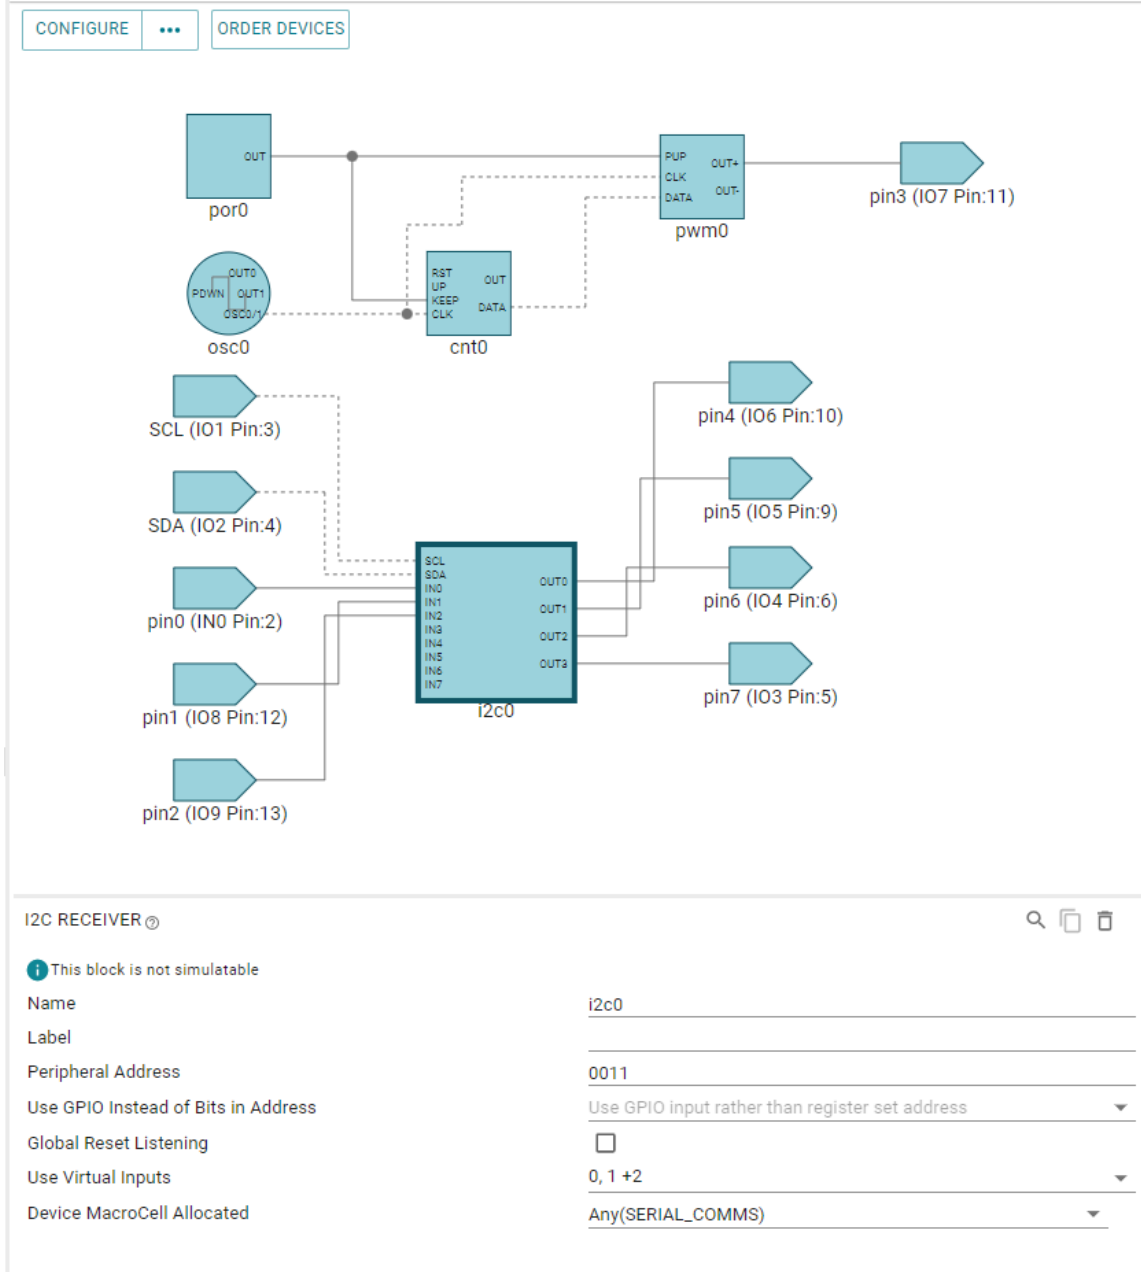 CONFIGURE ••• ORDER DEVICES
OUT
por0
PUP
CLK
DATA
OUT+
OUT-
pwm0
pin3 (IO7 Pin:11)
OUT0
PDWN OUT1
OSC0/1
osc0
RST
UP
KEEP
CLK
OUT
DATA
cnt0
SCL (IO1 Pin:3)
SDA (IO2 Pin:4)
pin0 (IN0 Pin:2)
pin1 (IO8 Pin:12)
pin2 (IO9 Pin:13)
SCL
SDA
IN0
IN1
IN2
IN3
IN4
IN5
IN6
IN7
OUT0
OUT1
OUT2
OUT3
i2c0
pin4 (IO6 Pin:10)
pin5 (IO5 Pin:9)
pin6 (IO4 Pin:6)
pin7 (IO3 Pin:5)
I2C RECEIVER ?
i This block is not simulatable
Name i2c0
Label
Peripheral Address 0011
Use GPIO Instead of Bits in Address Use GPIO input rather than register set address
Global Reset Listening
Use Virtual Inputs 0, 1 +2
Device MacroCell Allocated Any(SERIAL_COMMS)